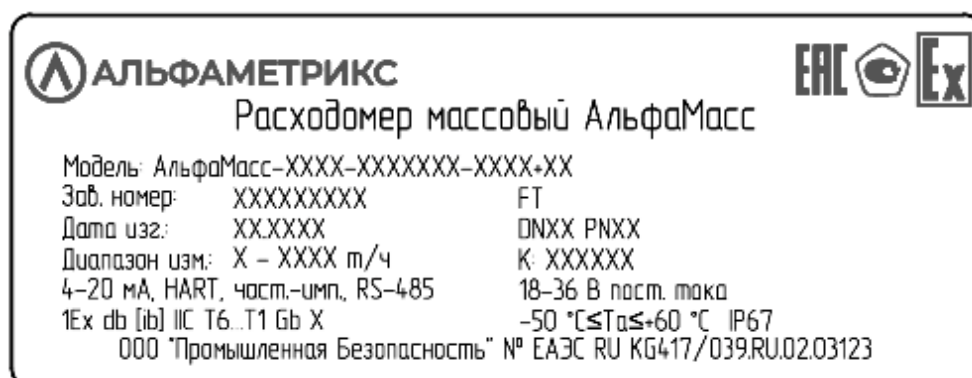 АЛЬФАМЕТРИКС EAC Ex
Расходомер массовый АльфаМасс
Модель: АльфаМасс-XXXX-XXXXXXX-XXXX+XX
Зав. номер: XXXXXXXXX FT
Дата изг.: XX.XXXX DNXX PNXX
Диапазон изм.: X – XXXX т/ч K: XXXXXX
4-20 мА, HART, част.-имп., RS-485 18-36 В пост. тока
1Ex db [ib] IIC T6...T1 Gb X -50 °C≤Ta≤+60 °C IP67
ООО "Промышленная Безопасность" № ЕАЭС RU KG417/039.RU.02.03123